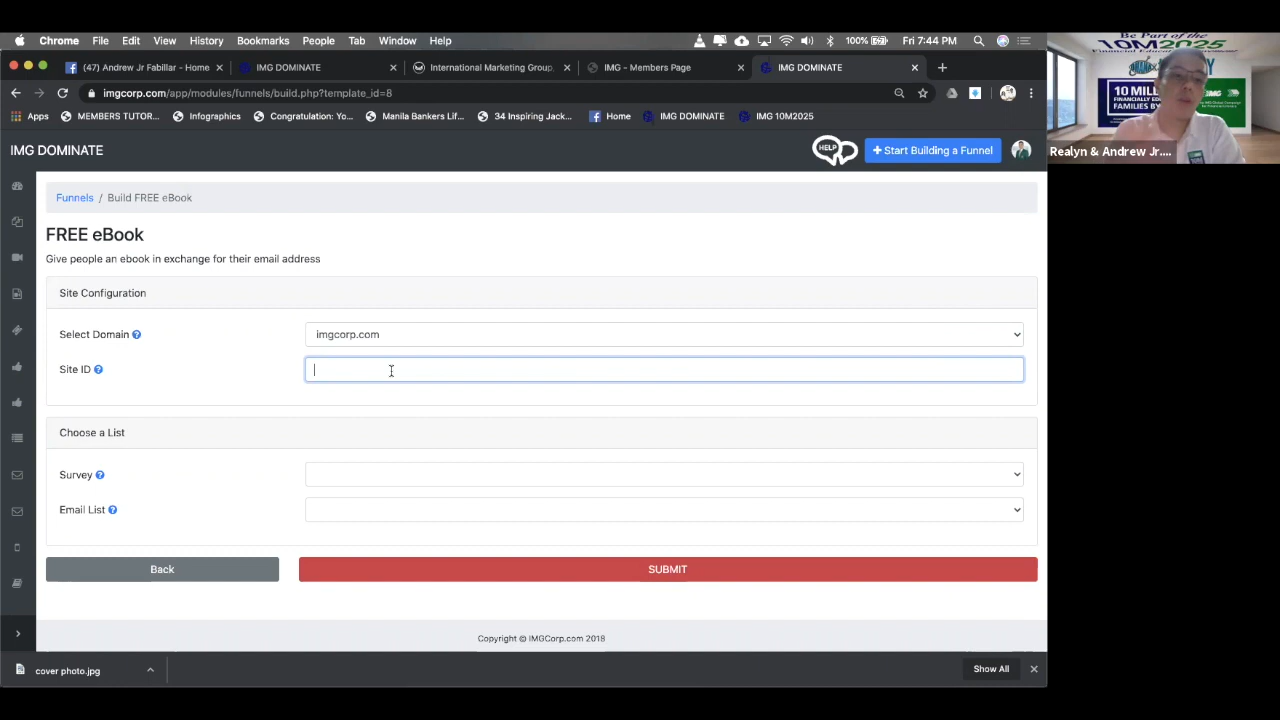 Chrome File Edit View History Bookmarks People Tab Window Help 100% Fri 7:44 PM
(47) Andrew Jr Fabillar - Home IMG DOMINATE International Marketing Group, IMG - Members Page IMG DOMINATE
imgcorp.com/app/modules/funnels/build.php?template_id=8
Apps MEMBERS TUTOR... Infographics Congratulation: Yo... Manila Bankers Lif... 34 Inspiring Jack... Home IMG DOMINATE IMG 10M2025
IMG DOMINATE HELP + Start Building a Funnel
Funnels / Build FREE eBook
FREE eBook
Give people an ebook in exchange for their email address
Site Configuration
Select Domain ? imgcorp.com
Site ID ?
Choose a List
Survey ?
Email List ?
Back SUBMIT
Copyright © IMGCorp.com 2018
cover photo.jpg Show All
Be Part of the
10M2025
10 MILL
FINANCIALLY
FAMILIES BY
IMG
Realyn & Andrew Jr....